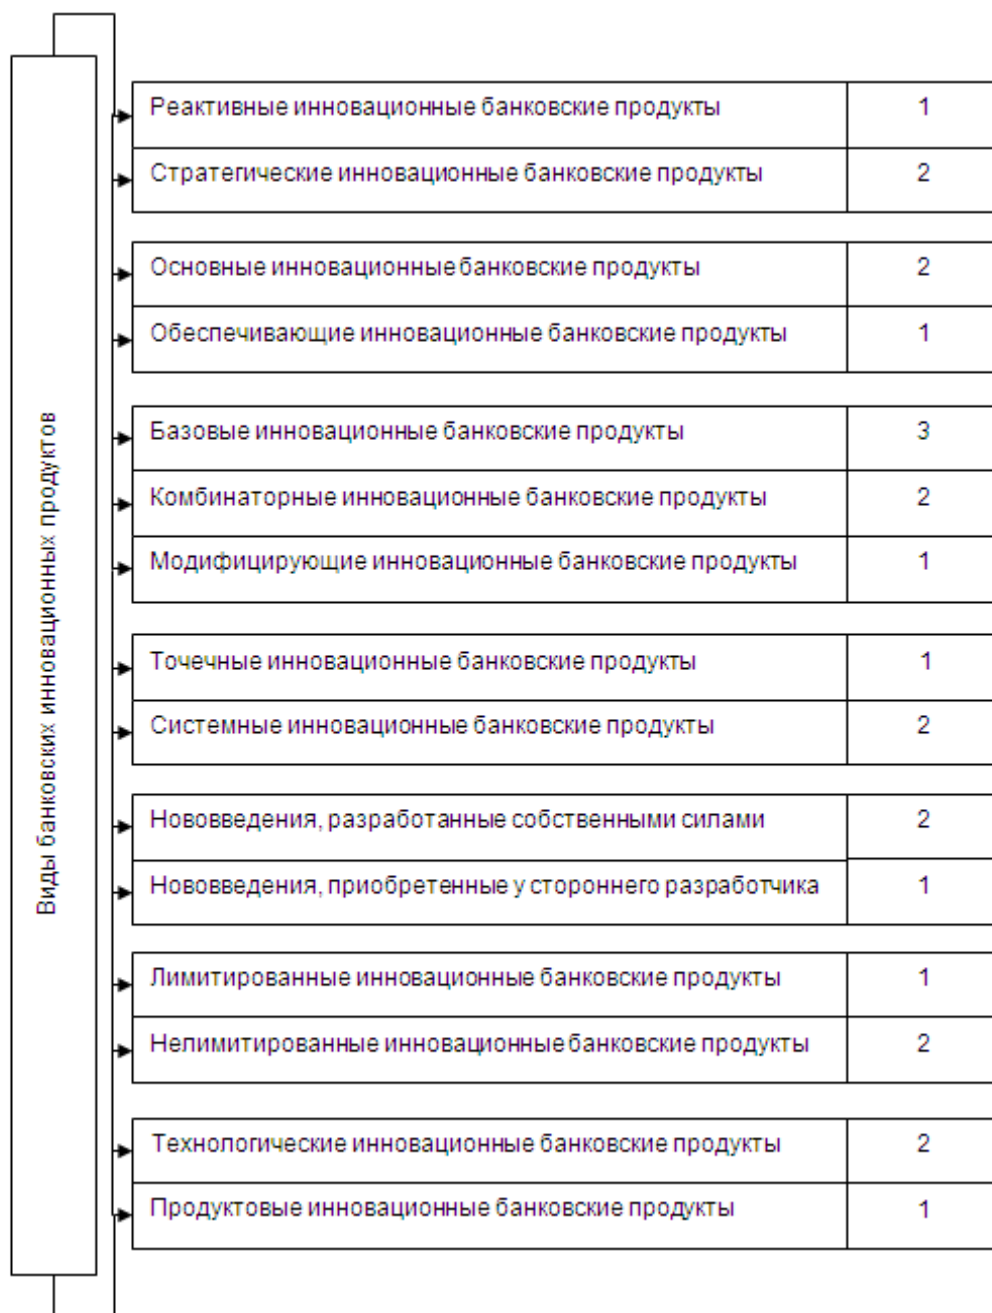 Виды банковских инновационных продуктов
Реактивные инновационные банковские продукты 1
Стратегические инновационные банковские продукты 2
Основные инновационные банковские продукты 2
Обеспечивающие инновационные банковские продукты 1
Базовые инновационные банковские продукты 3
Комбинаторные инновационные банковские продукты 2
Модифицирующие инновационные банковские продукты 1
Точечные инновационные банковские продукты 1
Системные инновационные банковские продукты 2
Нововведения, разработанные собственными силами 2
Нововведения, приобретенные у стороннего разработчика 1
Лимитированные инновационные банковские продукты 1
Нелимитированные инновационные банковские продукты 2
Технологические инновационные банковские продукты 2
Продуктовые инновационные банковские продукты 1